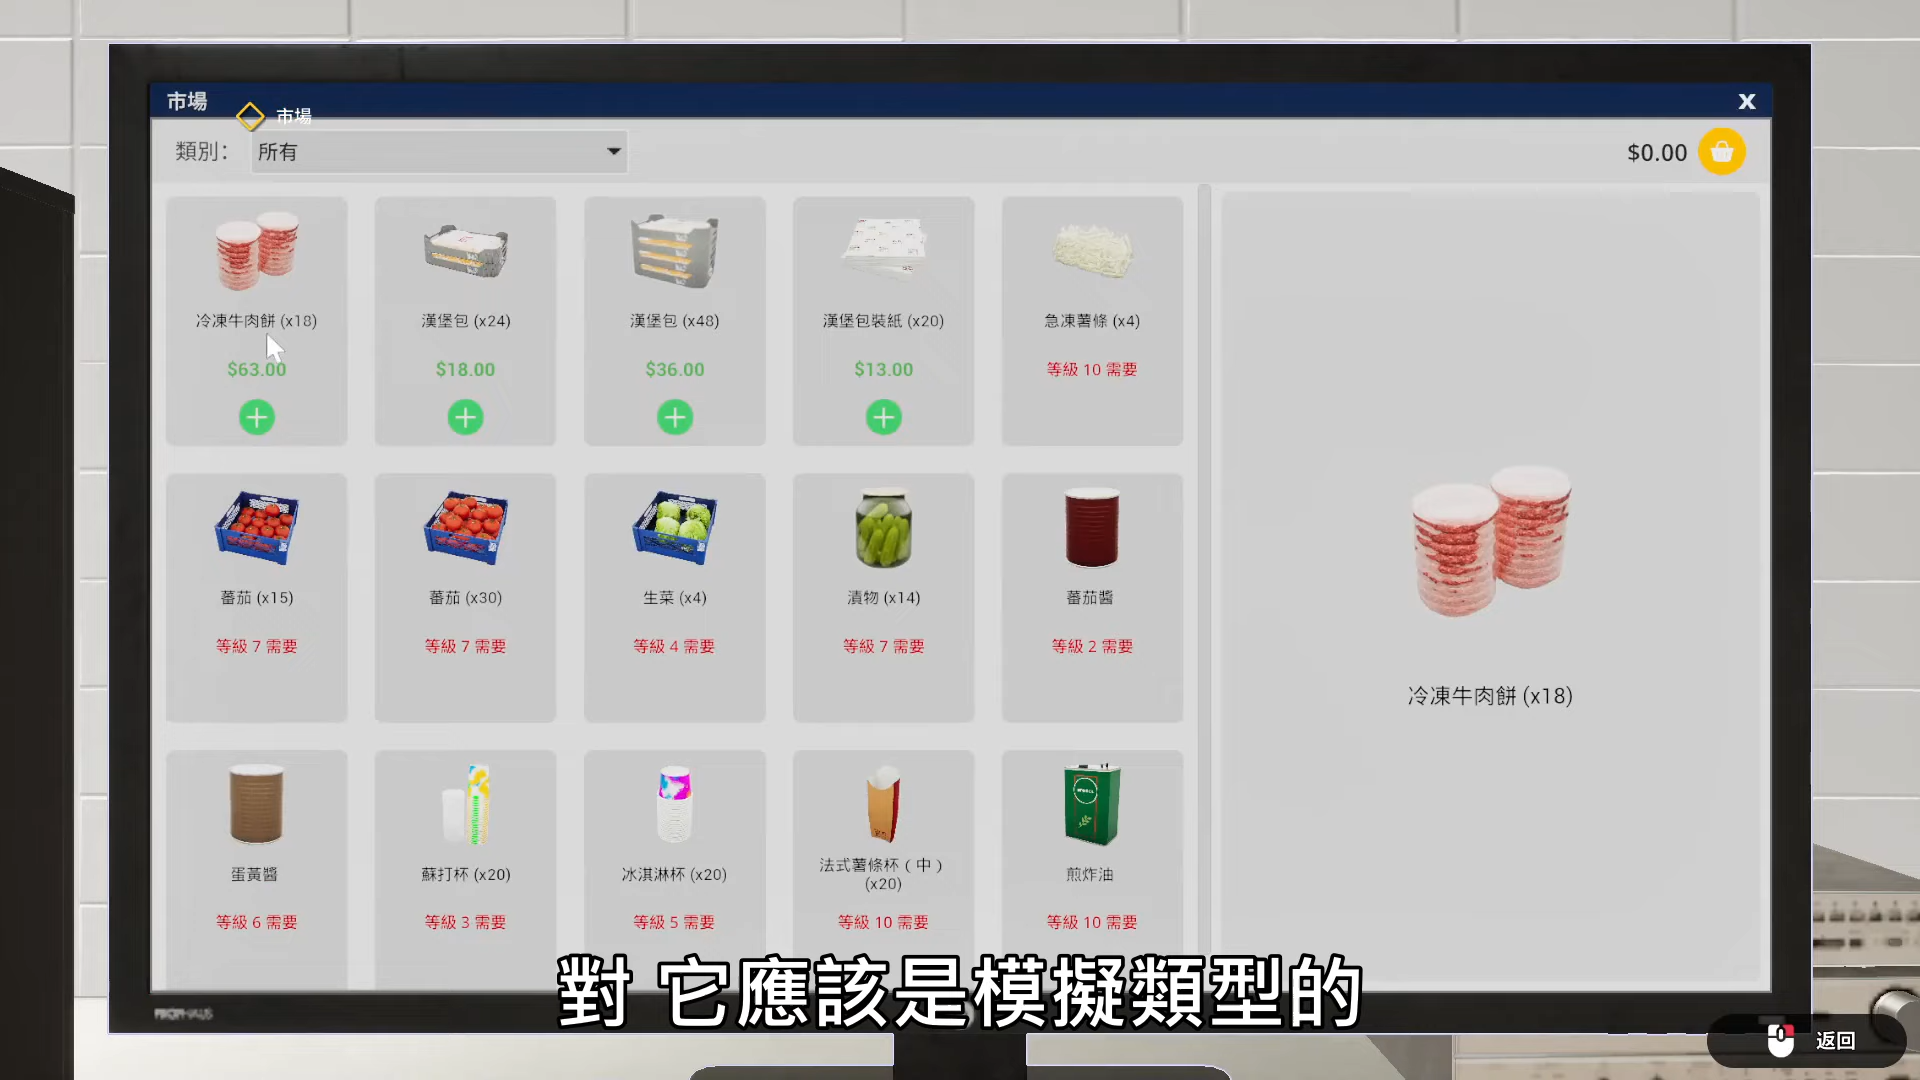 市場
市場
X
類別：
所有
$0.00
冷凍牛肉餅 (x18)
$63.00
漢堡包 (x24)
$18.00
漢堡包 (x48)
$36.00
漢堡包裝紙 (x20)
$13.00
急凍薯條 (x4)
等級 10 需要
蕃茄 (x15)
等級 7 需要
蕃茄 (x30)
等級 7 需要
生菜 (x4)
等級 4 需要
漬物 (x14)
等級 7 需要
蕃茄醬
等級 2 需要
冷凍牛肉餅 (x18)
蛋黃醬
等級 6 需要
蘇打杯 (x20)
等級 3 需要
冰淇淋杯 (x20)
等級 5 需要
法式薯條杯（中）
(x20)
等級 10 需要
煎炸油
等級 10 需要
對 它應該是模擬類型的
返回